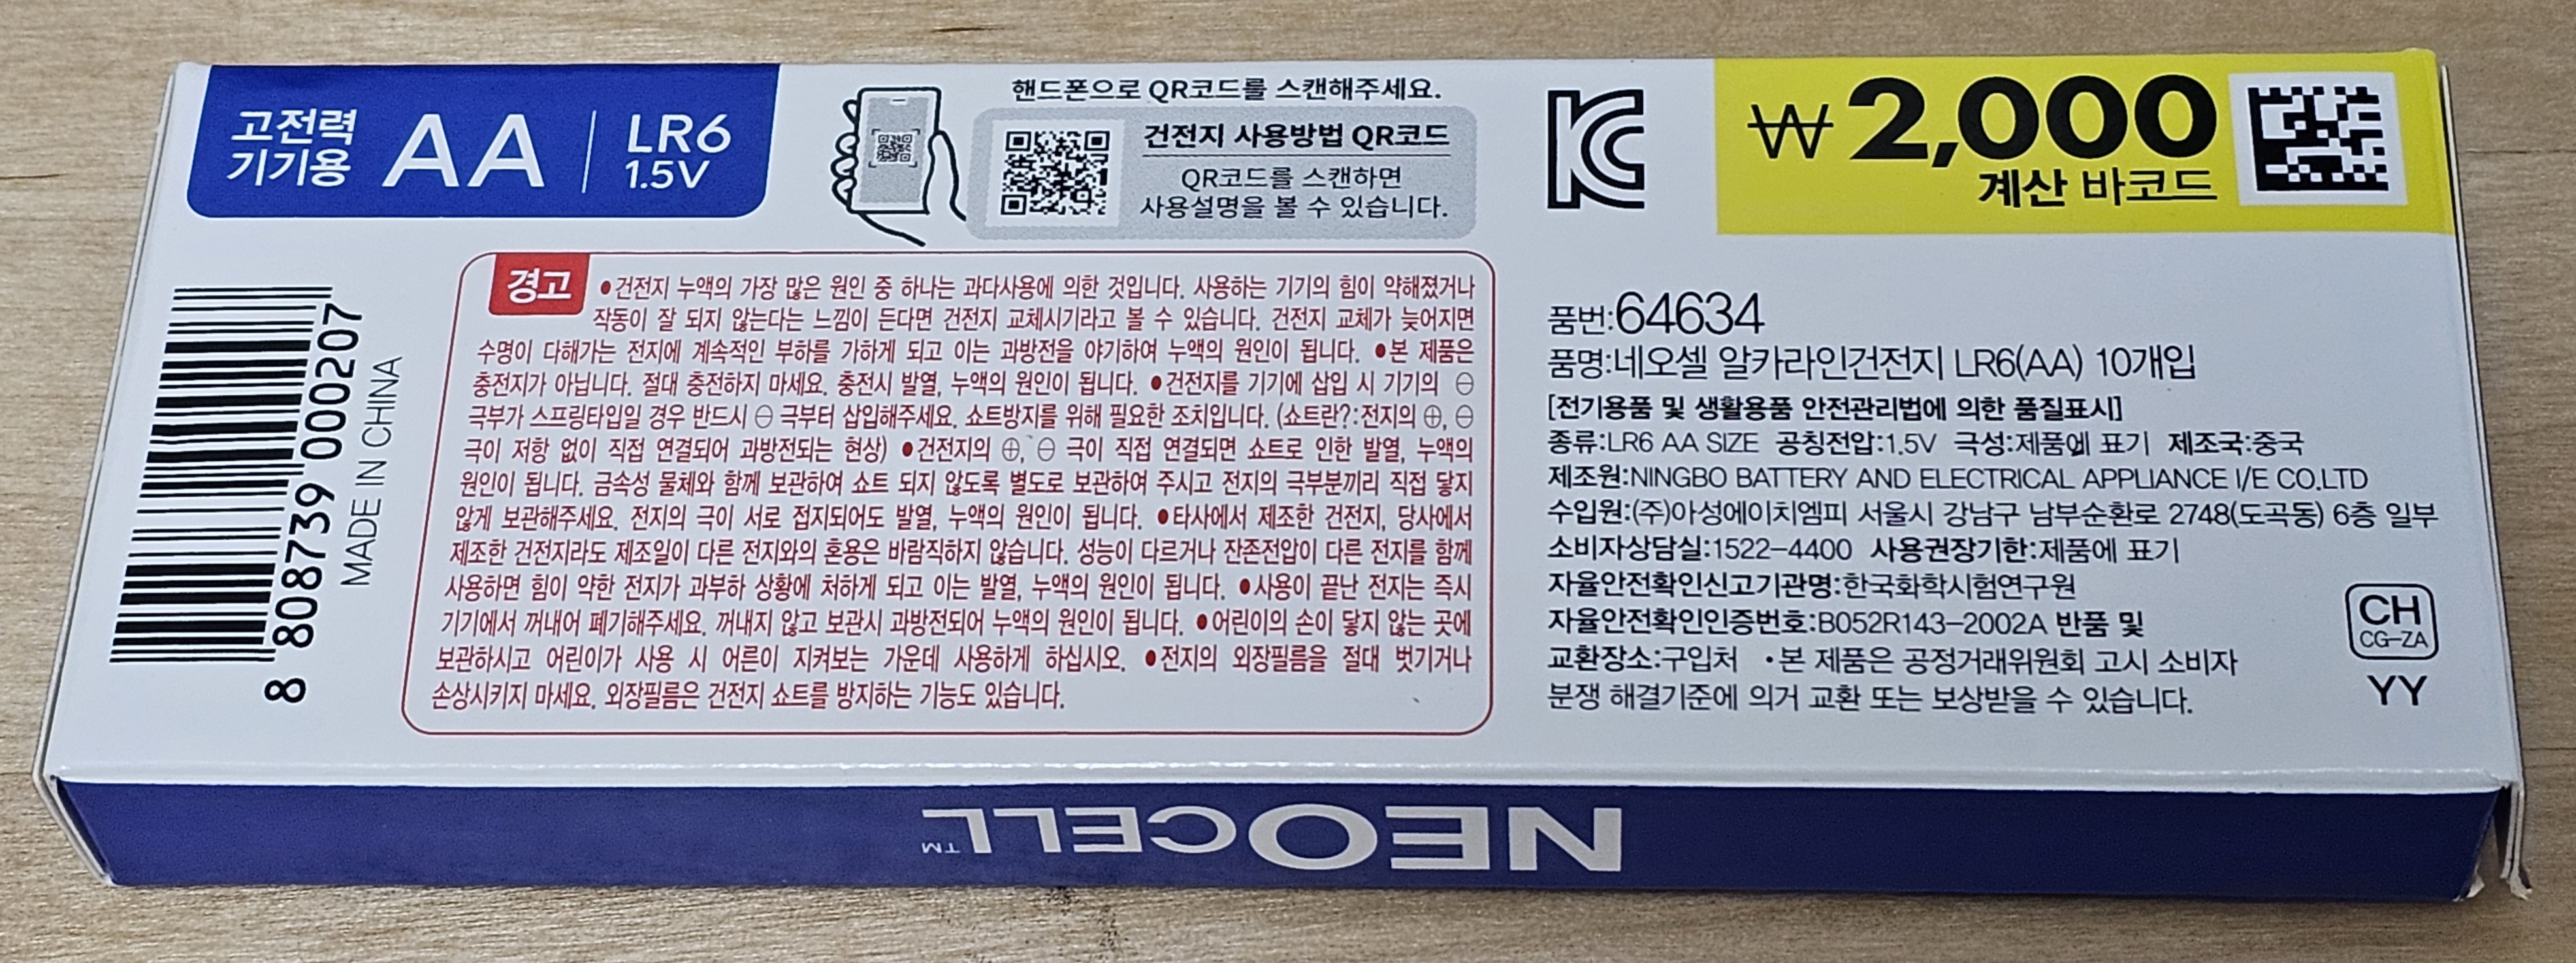 고전력
기기용
AA
LR6
1.5V
핸드폰으로 QR코드를 스캔해주세요.
건전지 사용방법 QR코드
QR코드를 스캔하면
사용설명을 볼 수 있습니다.
₩2,000
계산 바코드
8 808739 000207
MADE IN CHINA
경고
•건전지 누액의 가장 많은 원인 중 하나는 과다사용에 의한 것입니다. 사용하는 기기의 힘이 약해졌거나
작동이 잘 되지 않는다는 느낌이 든다면 건전지 교체시기라고 볼 수 있습니다. 건전지 교체가 늦어지면
수명이 다해가는 전지에 계속적인 부하를 가하게 되고 이는 과방전을 야기하여 누액의 원인이 됩니다. •본 제품은
충전지가 아닙니다. 절대 충전하지 마세요. 충전시 발열, 누액의 원인이 됩니다. •건전지를 기기에 삽입 시 기기의 ⊖
극부가 스프링타입일 경우 반드시 ⊖ 극부터 삽입해주세요. 쇼트방지를 위해 필요한 조치입니다. (쇼트란?:전지의 ⊕, ⊖
극이 저항 없이 직접 연결되어 과방전되는 현상) •건전지의 ⊕, ⊖ 극이 직접 연결되면 쇼트로 인한 발열, 누액의
원인이 됩니다. 금속성 물체와 함께 보관하여 쇼트 되지 않도록 별도로 보관하여 주시고 전지의 극부분끼리 직접 닿지
않게 보관해주세요. 전지의 극이 서로 접지되어도 발열, 누액의 원인이 됩니다. •타사에서 제조한 건전지, 당사에서
제조한 건전지라도 제조일이 다른 전지와의 혼용은 바람직하지 않습니다. 성능이 다르거나 잔존전압이 다른 전지를 함께
사용하면 힘이 약한 전지가 과부하 상황에 처하게 되고 이는 발열, 누액의 원인이 됩니다. •사용이 끝난 전지는 즉시
기기에서 꺼내어 폐기해주세요. 꺼내지 않고 보관시 과방전되어 누액의 원인이 됩니다. •어린이의 손이 닿지 않는 곳에
보관하시고 어린이가 사용 시 어른이 지켜보는 가운데 사용하게 하십시오. •전지의 외장필름을 절대 벗기거나
손상시키지 마세요. 외장필름은 건전지 쇼트를 방지하는 기능도 있습니다.
품번:64634
품명:네오셀 알카라인건전지 LR6(AA) 10개입
[전기용품 및 생활용품 안전관리법에 의한 품질표시]
종류:LR6 AA SIZE 공칭전압:1.5V 극성:제품에 표기 제조국:중국
제조원:NINGBO BATTERY AND ELECTRICAL APPLIANCE I/E CO.LTD
수입원:(주)아성에이치엠피 서울시 강남구 남부순환로 2748(도곡동) 6층 일부
소비자상담실:1522-4400 사용권장기한:제품에 표기
자율안전확인신고기관명:한국화학시험연구원
자율안전확인인증번호:B052R143-2002A 반품 및
교환장소:구입처 •본 제품은 공정거래위원회 고시 소비자
분쟁 해결기준에 의거 교환 또는 보상받을 수 있습니다.
CH
CG-ZA
YY
NEOCELL™